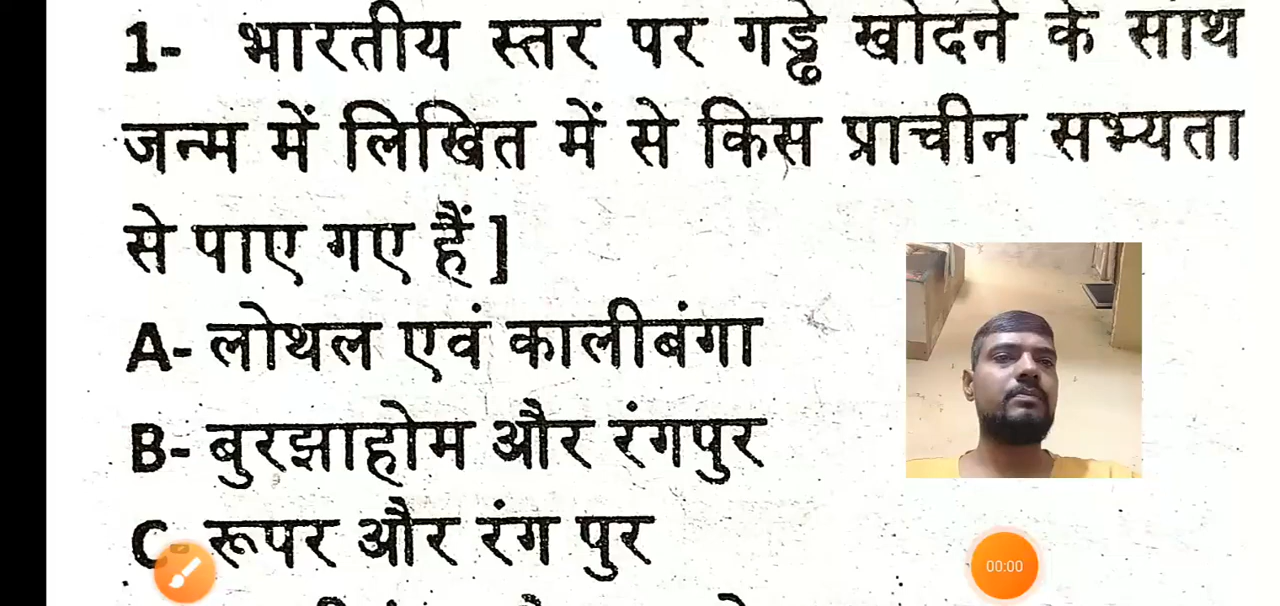 1- भारतीय स्तर पर गड्ढे खोदने के साथ
जन्म में लिखित में से किस प्राचीन सभ्यता
से पाए गए हैं]
A- लोथल एवं कालीबंगा
B- बुरझाहोम और रंगपुर
C रूपर और रंग पुर
00:00